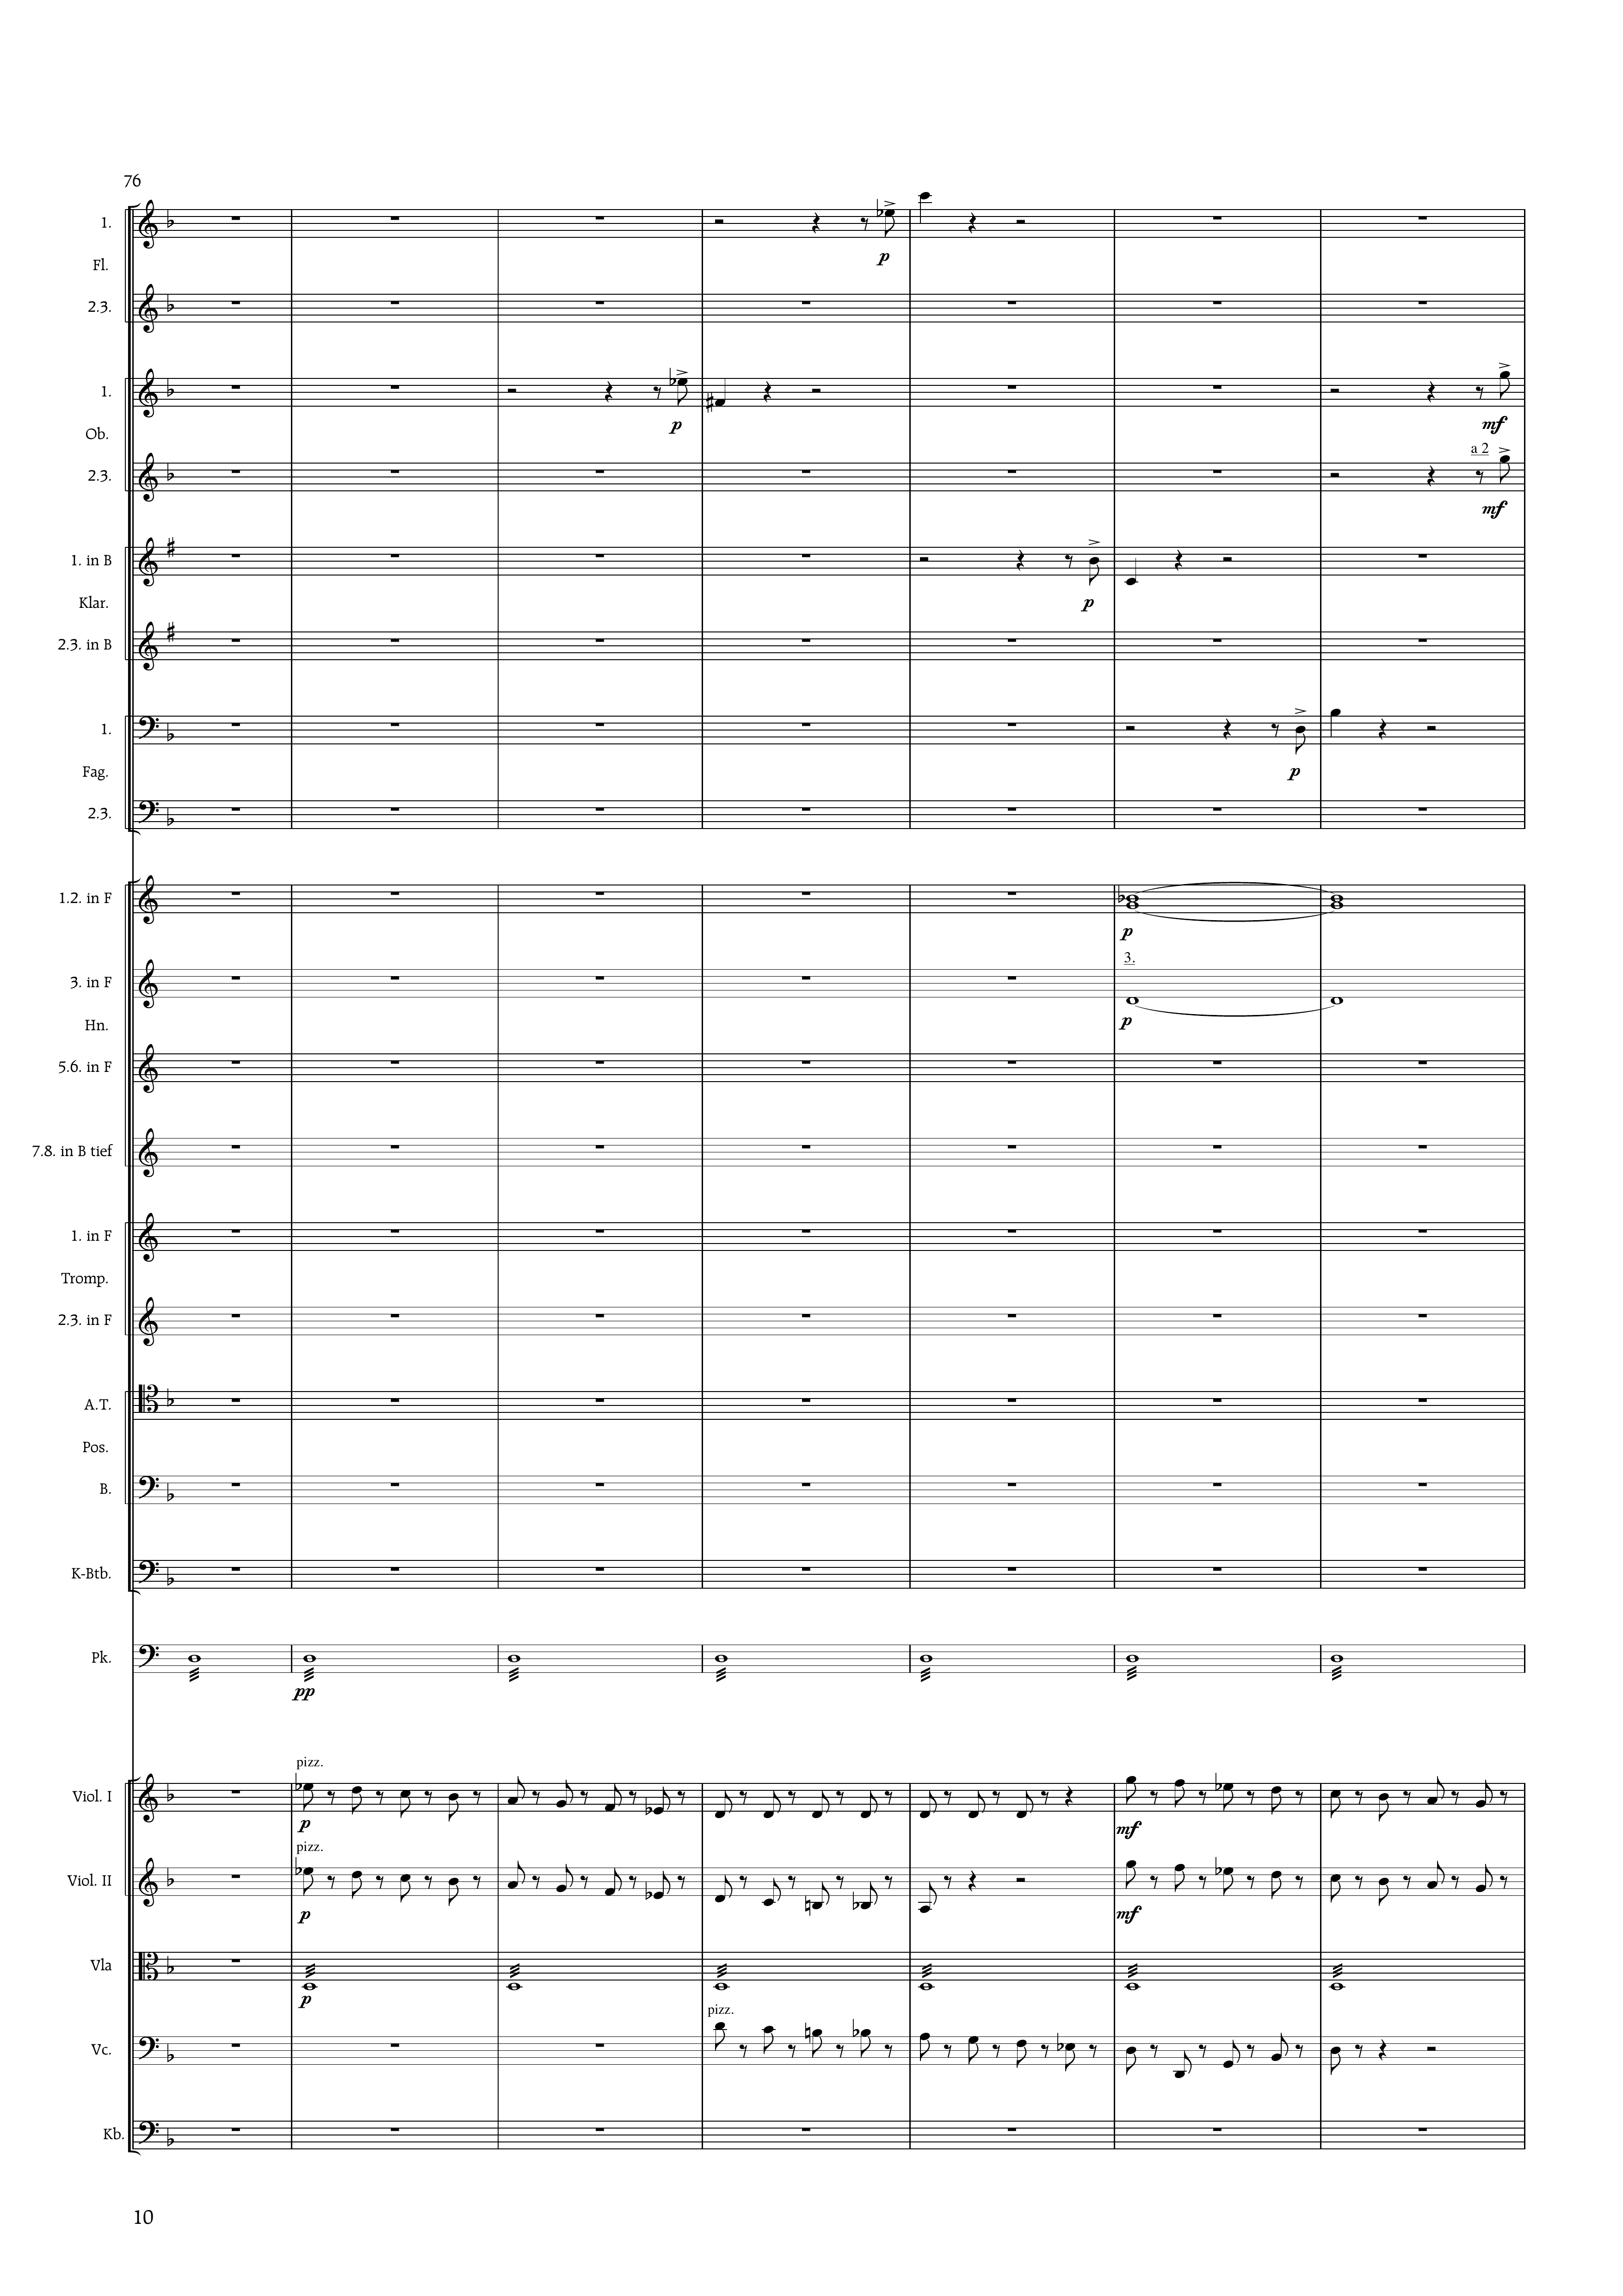 76
1.
Fl.
p
2.3.
1.
p
mf
Ob.
a 2
2.3.
mf
1. in B
Klar.
p
2.3. in B
1.
Fag.
p
2.3.
1.2. in F
p
3.
3. in F
Hn.
p
5.6. in F
7.8. in B tief
1. in F
Tromp.
2.3. in F
A.T.
Pos.
B.
K-Btb.
Pk.
pp
pizz.
Viol. I
p
mf
pizz.
Viol. II
p
mf
Vla
p
pizz.
Vc.
Kb.
10